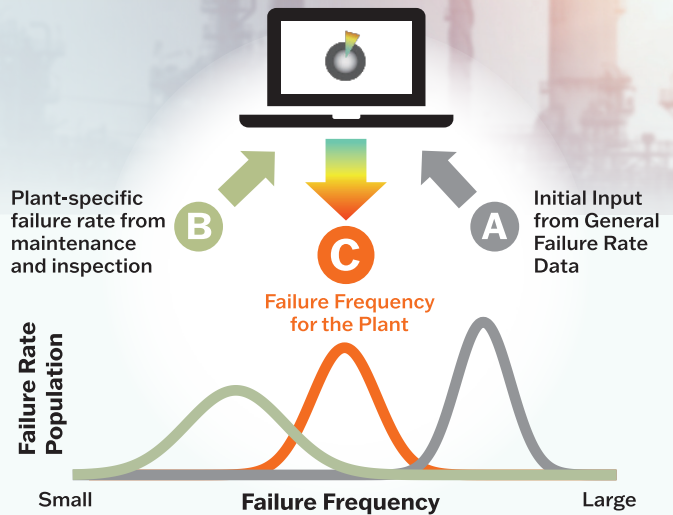 Plant-specific
failure rate from
maintenance
and inspection
B
C
A
Initial Input
from General
Failure Rate
Data
Failure Frequency
for the Plant
Failure Rate
Population
Small
Failure Frequency
Large